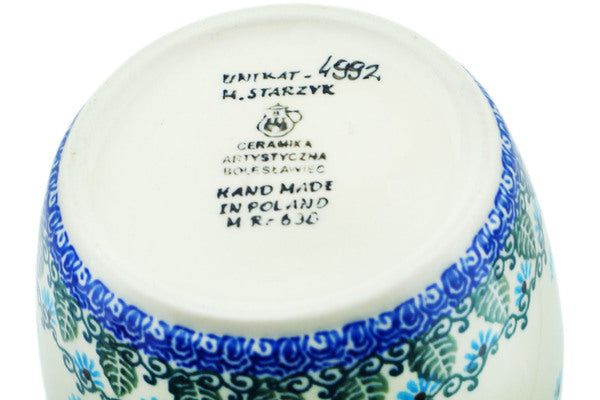 UNIKAT - 4992
M. STARZYK
CERAMIKA
ARTYSTYCZNA
BOLESŁAWIEC
HAND MADE
IN POLAND
M R - 636